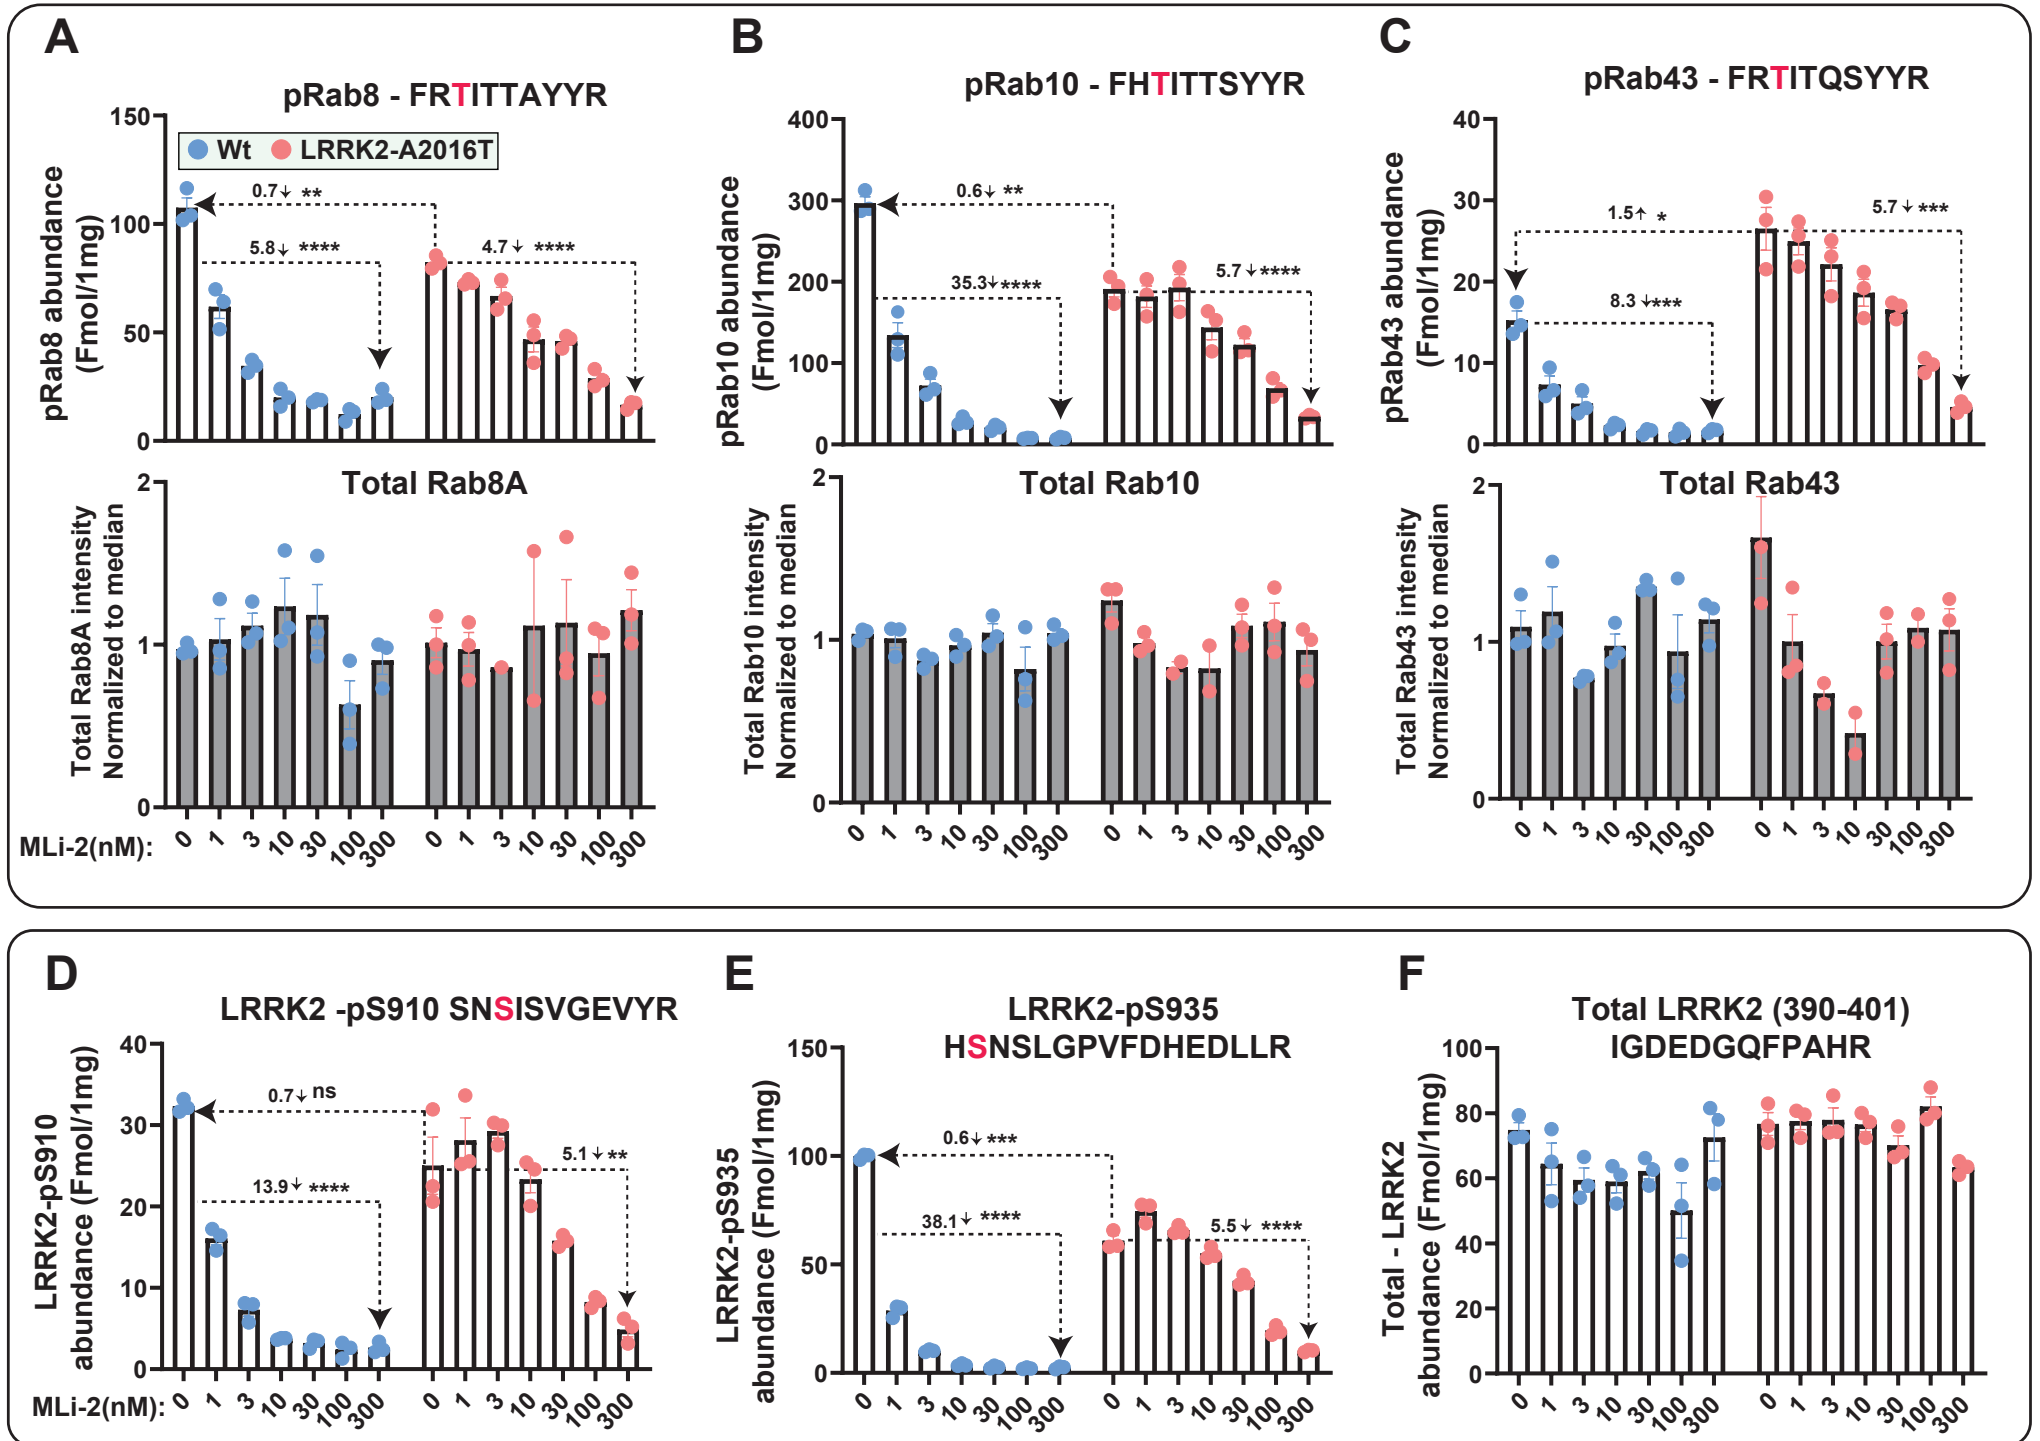 A
pRab8 - FRTITTAYYR
pRab8 abundance
(Fmol/1mg)
150
100
50
0
Wt LRRK2-A2016T
0.7↓ **
5.8↓ ****
4.7↓ ****
Total Rab8A
Total Rab8A intensity
Normalized to median
2
1
0
MLi-2(nM): 0 1 3 10 30 100 300 0 1 3 10 30 100 300
B
pRab10 - FHTITTSYYR
pRab10 abundance
(Fmol/1mg)
400
300
200
100
0
0.6↓ **
35.3↓****
5.7↓****
Total Rab10
Total Rab10 intensity
Normalized to median
2
1
0
0 1 3 10 30 100 300 0 1 3 10 30 100 300
C
pRab43 - FRTITQSYYR
pRab43 abundance
(Fmol/1mg)
40
30
20
10
0
1.5↑ *
8.3 ↓***
5.7↓ ***
Total Rab43
Total Rab43 intensity
Normalized to median
2
1
0
0 1 3 10 30 100 300 0 1 3 10 30 100 300
D
LRRK2 -pS910 SNSISVGEVYR
LRRK2-pS910
abundance (Fmol/1mg)
40
30
20
10
0
0.7↓ ns
13.9↓ ****
5.1↓ **
MLi-2(nM): 0 1 3 10 30 100 300 0 1 3 10 30 100 300
E
LRRK2-pS935
HSNSLGPVFDHEDLLR
LRRK2-pS935
abundance (Fmol/1mg)
150
100
50
0
0.6↓ ***
38.1↓ ****
5.5↓ ****
0 1 3 10 30 100 300 0 1 3 10 30 100 300
F
Total LRRK2 (390-401)
IGDEDGQFPAHR
Total - LRRK2
abundance (Fmol/1mg)
100
80
60
40
20
0
0 1 3 10 30 100 300 0 1 3 10 30 100 300